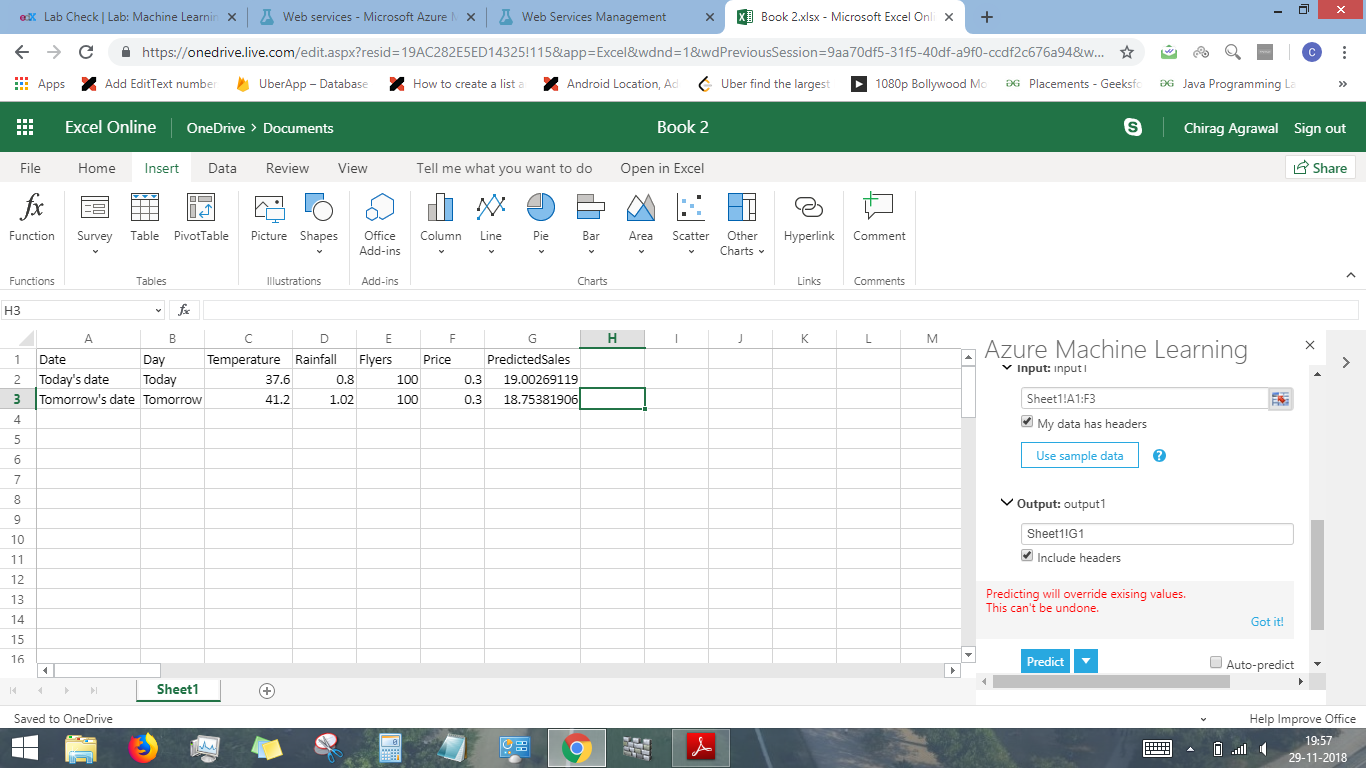 edX Lab Check | Lab: Machine Learnin
Web services - Microsoft Azure M
Web Services Management
Book 2.xlsx - Microsoft Excel Onli
https://onedrive.live.com/edit.aspx?resid=19AC282E5ED14325!115&app=Excel&wdnd=1&wdPreviousSession=9aa70df5-31f5-40df-a9f0-ccdf2c676a94&w...
C
Apps
Add EditText number
UberApp – Database
How to create a list a
Android Location, Ad
Uber find the largest
1080p Bollywood Mo
Placements - Geeksfo
Java Programming La
Excel Online
OneDrive > Documents
Book 2
Chirag Agrawal
Sign out
File Home Insert Data Review View Tell me what you want to do Open in Excel
Share
Function Survey Table PivotTable Picture Shapes Office Add-ins Column Line Pie Bar Area Scatter Other Charts Hyperlink Comment
Functions Tables Illustrations Add-ins Charts Links Comments
H3
fx
A B C D E F G H I J K L M
1 Date Day Temperature Rainfall Flyers Price PredictedSales
2 Today's date Today 37.6 0.8 100 0.3 19.00269119
3 Tomorrow's date Tomorrow 41.2 1.02 100 0.3 18.75381906
4
5
6
7
8
9
10
11
12
13
14
15
16
Azure Machine Learning
Input: input1
Sheet1!A1:F3
My data has headers
Use sample data
?
Output: output1
Sheet1!G1
Include headers
Predicting will override exising values.
This can't be undone.
Got it!
Predict
Auto-predict
Sheet1
Saved to OneDrive
Help Improve Office
19:57
29-11-2018